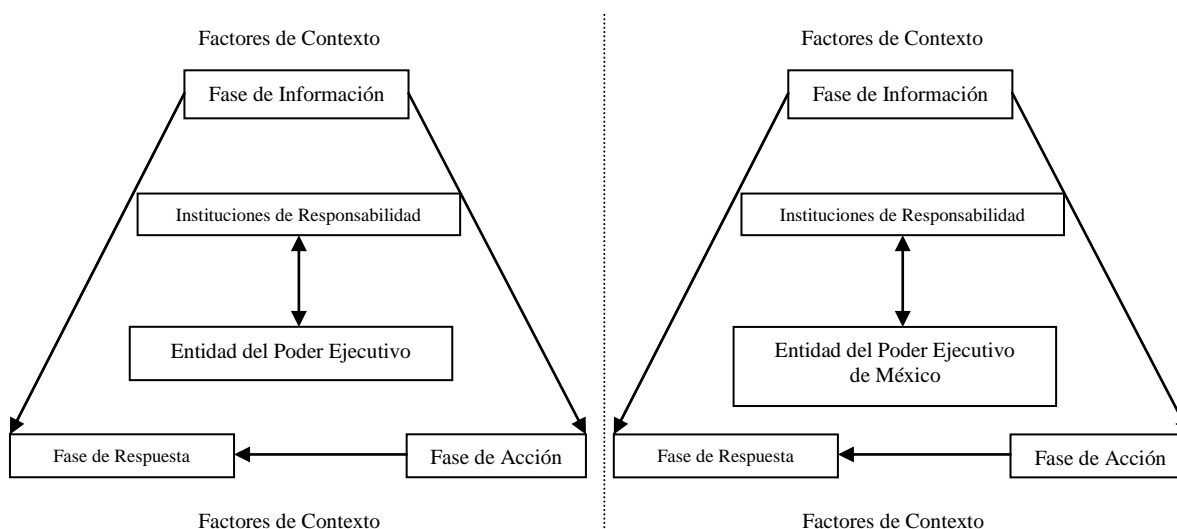 Factores de Contexto
Fase de Información
Instituciones de Responsabilidad
Entidad del Poder Ejecutivo
Fase de Respuesta
Fase de Acción
Factores de Contexto
Factores de Contexto
Fase de Información
Instituciones de Responsabilidad
Entidad del Poder Ejecutivo
de México
Fase de Respuesta
Fase de Acción
Factores de Contexto